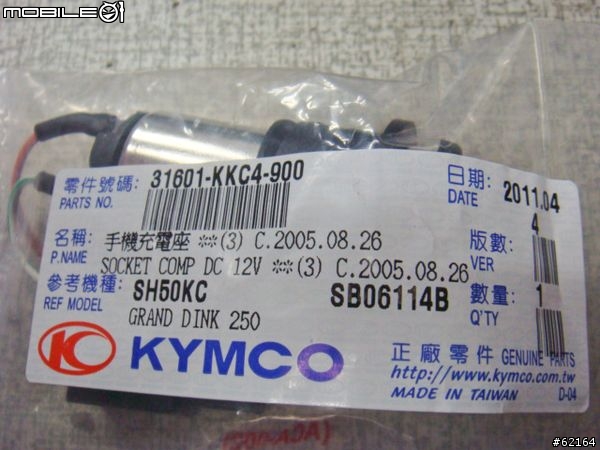 mobile01
零件號碼: 31601-KKC4-900
PARTS NO.
日期: 2011.04
DATE
名稱: 手機充電座 **(3) C.2005.08.26
P.NAME SOCKET COMP DC 12V **(3) C.2005.08.26
版數: 4
VER
參考機種: SH50KC SB06114B
REF MODEL GRAND DINK 250
數量: 1
Q'TY
KYMCO
正廠零件 GENUINE PARTS
http://www.kymco.com.tw
MADE IN TAIWAN D-04
#62164